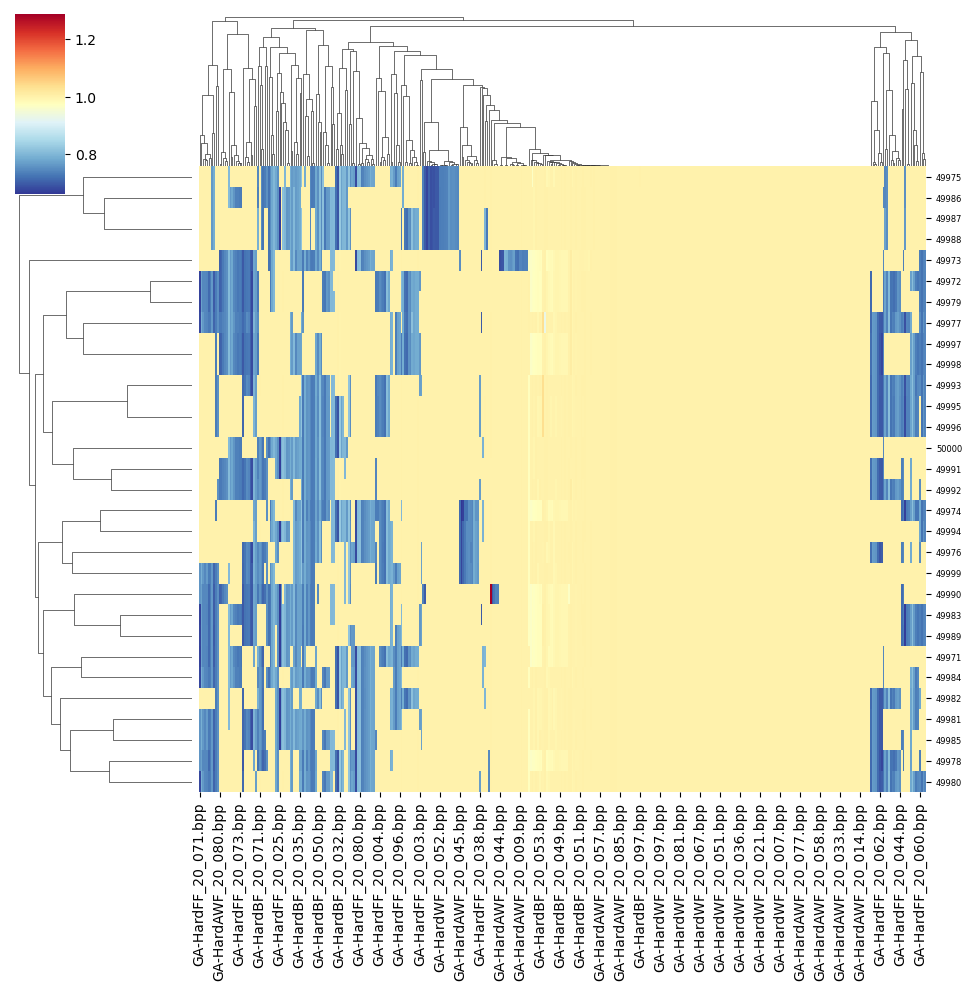 1.2
1.0
0.8
49975
49986
49987
49988
49973
49972
49979
49977
49997
49998
49993
49995
49996
50000
49991
49992
49974
49994
49976
49999
49990
49983
49989
49971
49984
49982
49981
49985
49978
49980
GA-HardFF_20_071.bpp
GA-HardAWF_20_080.bpp
GA-HardFF_20_073.bpp
GA-HardBF_20_071.bpp
GA-HardFF_20_025.bpp
GA-HardBF_20_035.bpp
GA-HardBF_20_050.bpp
GA-HardBF_20_032.bpp
GA-HardFF_20_080.bpp
GA-HardFF_20_004.bpp
GA-HardFF_20_096.bpp
GA-HardFF_20_003.bpp
GA-HardWF_20_052.bpp
GA-HardAWF_20_045.bpp
GA-HardFF_20_038.bpp
GA-HardAWF_20_044.bpp
GA-HardAWF_20_009.bpp
GA-HardBF_20_053.bpp
GA-HardBF_20_049.bpp
GA-HardBF_20_051.bpp
GA-HardAWF_20_057.bpp
GA-HardAWF_20_085.bpp
GA-HardBF_20_097.bpp
GA-HardWF_20_097.bpp
GA-HardWF_20_081.bpp
GA-HardWF_20_067.bpp
GA-HardWF_20_036.bpp
GA-HardWF_20_021.bpp
GA-HardWF_20_007.bpp
GA-HardAWF_20_077.bpp
GA-HardAWF_20_058.bpp
GA-HardAWF_20_033.bpp
GA-HardAWF_20_014.bpp
GA-HardFF_20_062.bpp
GA-HardFF_20_044.bpp
GA-HardFF_20_060.bpp